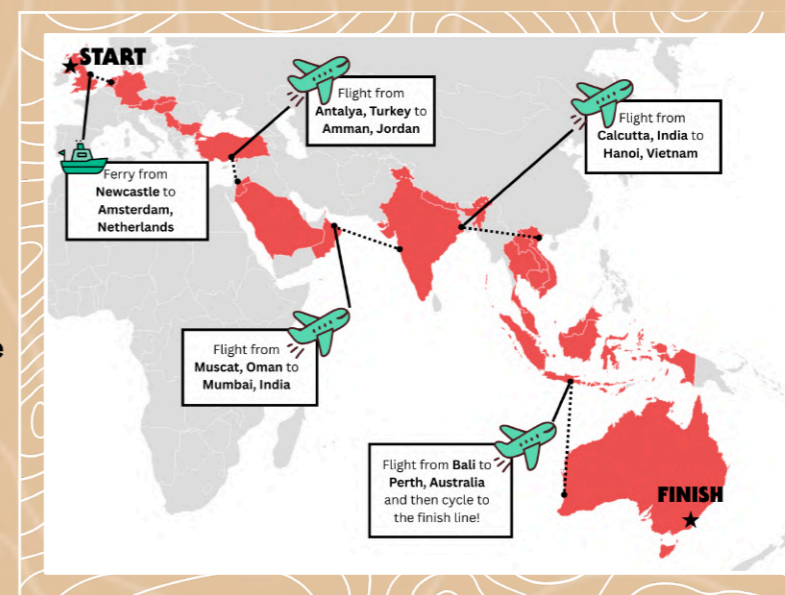 START
Flight from
Antalya, Turkey to
Amman, Jordan
Flight from
Calcutta, India to
Hanoi, Vietnam
Ferry from
Newcastle to
Amsterdam,
Netherlands
Flight from
Muscat, Oman to
Mumbai, India
Flight from Bali to
Perth, Australia
and then cycle to
the finish line!
FINISH